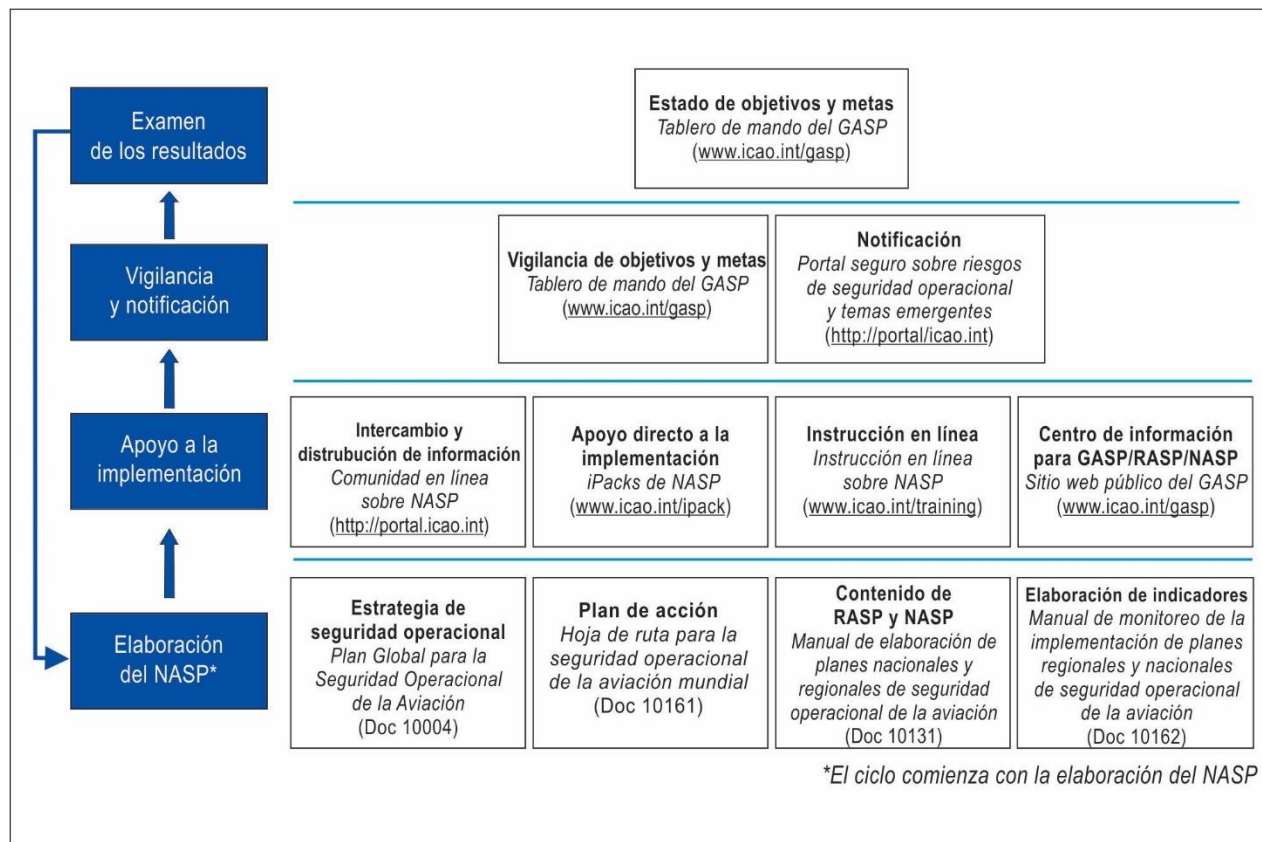 Examen
de los resultados
Estado de objetivos y metas
Tablero de mando del GASP
(www.icao.int/gasp)
Vigilancia
y notificación
Vigilancia de objetivos y metas
Tablero de mando del GASP
(www.icao.int/gasp)
Notificación
Portal seguro sobre riesgos
de seguridad operacional
y temas emergentes
(http://portal/icao.int)
Apoyo a la
implementación
Intercambio y
distrubución de información
Comunidad en línea
sobre NASP
(http://portal.icao.int)
Apoyo directo a la
implementación
iPacks de NASP
(www.icao.int/ipack)
Instrucción en línea
Instrucción en línea
sobre NASP
(www.icao.int/training)
Centro de información
para GASP/RASP/NASP
Sitio web público del GASP
(www.icao.int/gasp)
Elaboración
del NASP*
Estrategia de
seguridad operacional
Plan Global para la
Seguridad Operacional
de la Aviación
(Doc 10004)
Plan de acción
Hoja de ruta para la
seguridad operacional
de la aviación mundial
(Doc 10161)
Contenido de
RASP y NASP
Manual de elaboración de
planes nacionales y
regionales de seguridad
operacional de la aviación
(Doc 10131)
Elaboración de indicadores
Manual de monitoreo de la
implementación de planes
regionales y nacionales
de seguridad operacional
de la aviación
(Doc 10162)
*El ciclo comienza con la elaboración del NASP